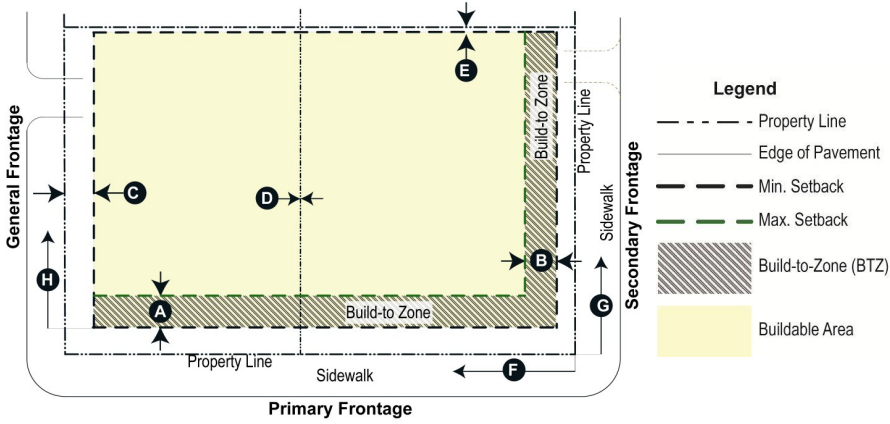 E
Build-to Zone
Property Line
Sidewalk
Secondary Frontage
General Frontage
C
D
H
B
A
Build-to Zone
G
Property Line
Sidewalk
F
Primary Frontage
Legend
Property Line
Edge of Pavement
Min. Setback
Max. Setback
Build-to-Zone (BTZ)
Buildable Area